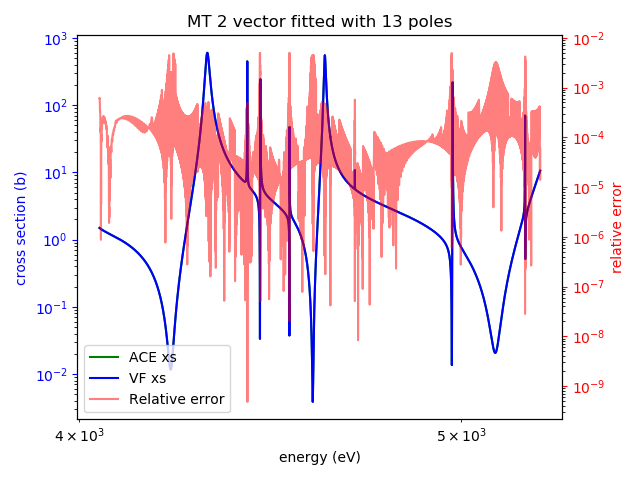 MT 2 vector fitted with 13 poles
cross section (b)
10³
10²
10¹
10⁰
10⁻¹
10⁻²
relative error
10⁻²
10⁻³
10⁻⁴
10⁻⁵
10⁻⁶
10⁻⁷
10⁻⁸
10⁻⁹
ACE xs
VF xs
Relative error
4 × 10³
5 × 10³
energy (eV)